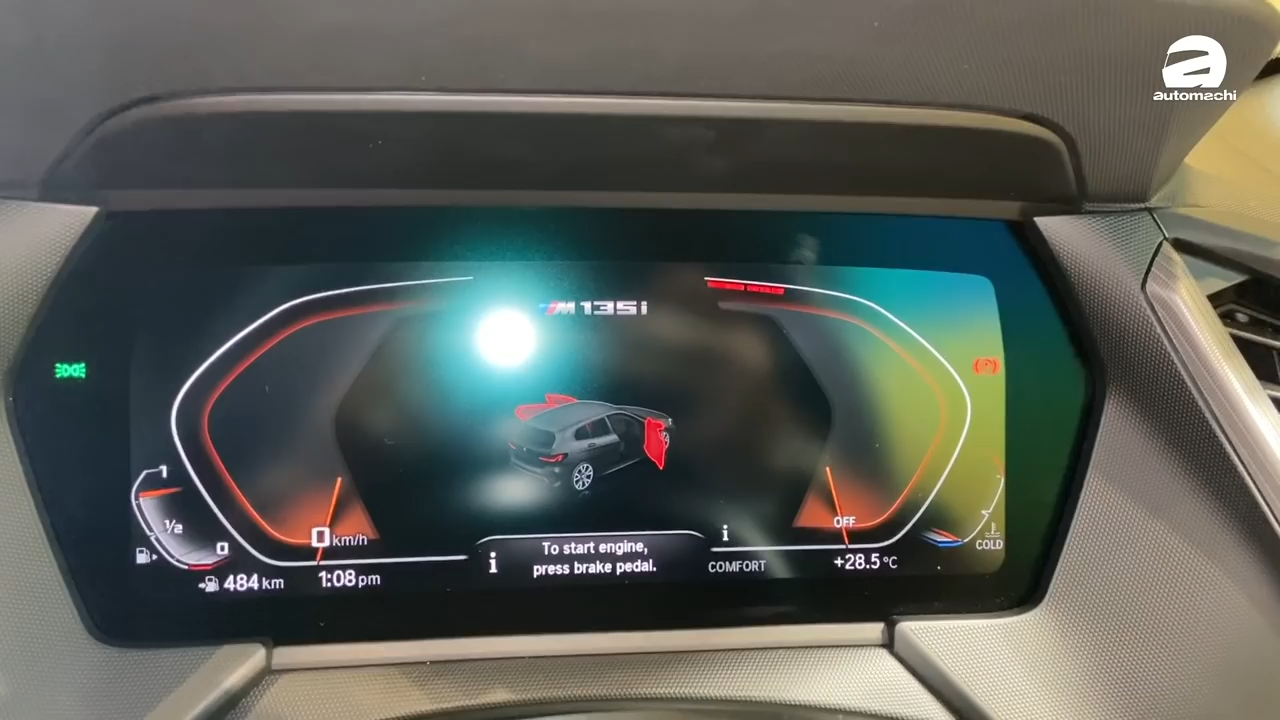 automachi
M135i
1
1/2
0
0 km/h
OFF
COLD
To start engine,
press brake pedal.
484 km
1:08 pm
COMFORT
+28.5 °C